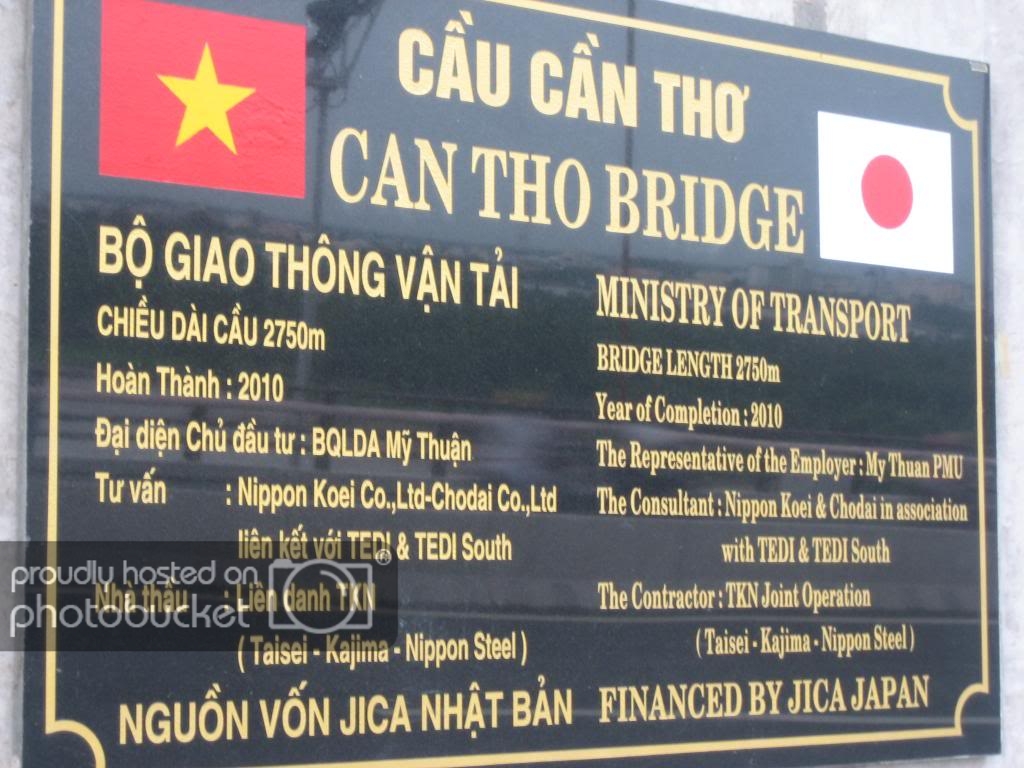 CẦU CẦN THƠ
CAN THO BRIDGE
BỘ GIAO THÔNG VẬN TẢI
CHIỀU DÀI CẦU 2750m
Hoàn Thành : 2010
Đại diện Chủ đầu tư : BQLDA Mỹ Thuận
Tư vấn : Nippon Koei Co.,Ltd-Chodai Co.,Ltd
liên kết với TEDI & TEDI South
Nhà thầu : Liên danh TKN
( Taisei - Kajima - Nippon Steel )
NGUỒN VỐN JICA NHẬT BẢN
MINISTRY OF TRANSPORT
BRIDGE LENGTH 2750m
Year of Completion : 2010
The Representative of the Employer : My Thuan PMU
The Consultant : Nippon Koei & Chodai in association
with TEDI & TEDI South
The Contractor : TKN Joint Operation
( Taisei - Kajima - Nippon Steel )
FINANCED BY JICA JAPAN
proudly hosted on
photobucket
®